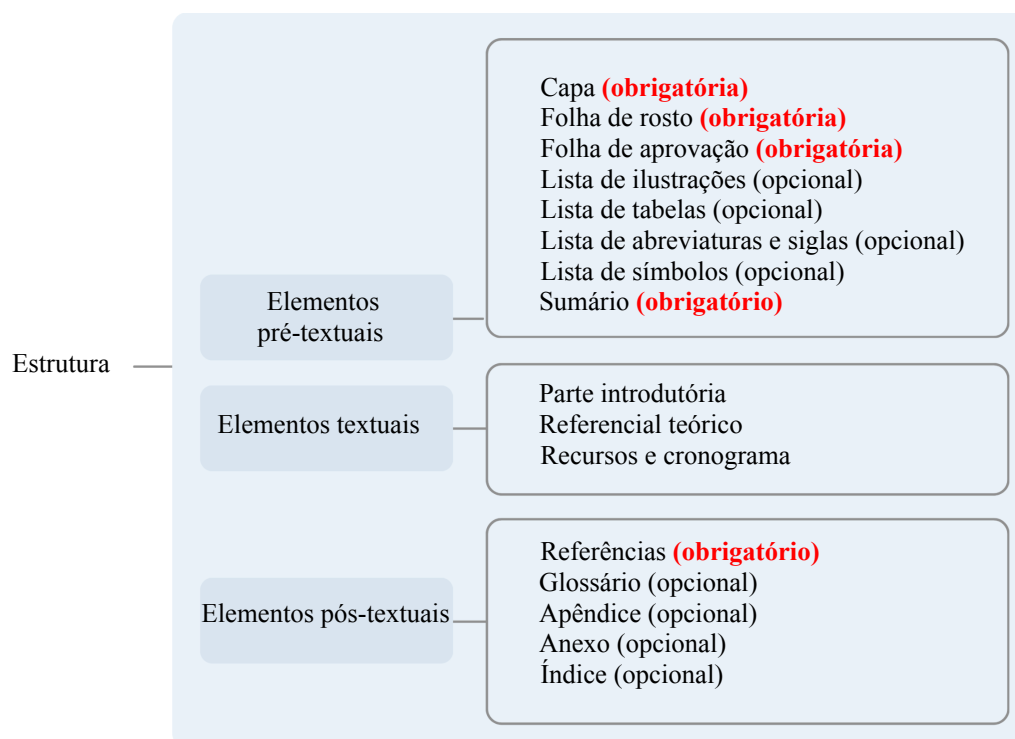 Estrutura
Elementos
pré-textuais
Capa (obrigatória)
Folha de rosto (obrigatória)
Folha de aprovação (obrigatória)
Lista de ilustrações (opcional)
Lista de tabelas (opcional)
Lista de abreviaturas e siglas (opcional)
Lista de símbolos (opcional)
Sumário (obrigatório)
Elementos textuais
Parte introdutória
Referencial teórico
Recursos e cronograma
Elementos pós-textuais
Referências (obrigatório)
Glossário (opcional)
Apêndice (opcional)
Anexo (opcional)
Índice (opcional)